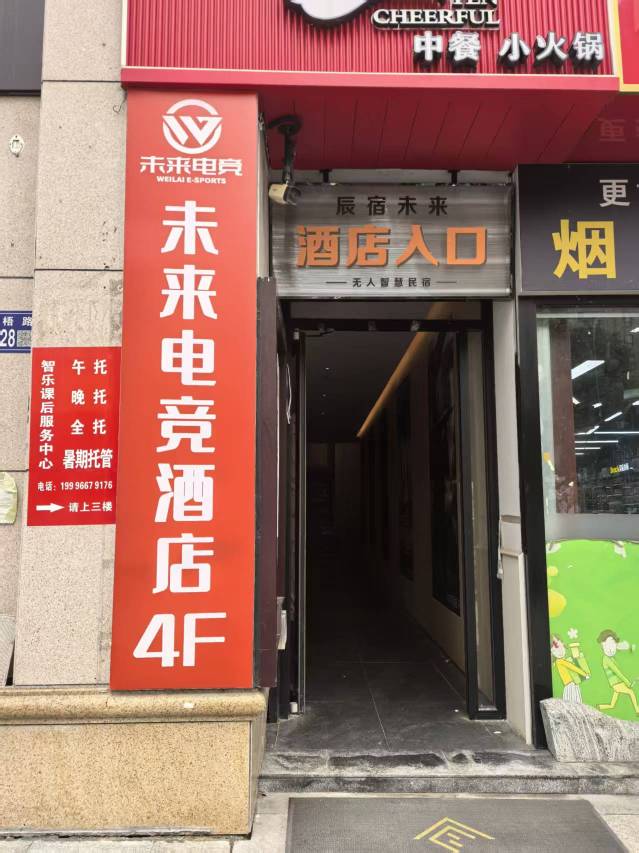 CHEERFUL
中餐 小火锅
未来电竞
WEILAI E-SPORTS
未来电竞酒店
4F
辰宿未来
酒店入口
无人智慧民宿
更
烟
梧 路
28
智乐课后服务中心
午 托
晚 托
全 托
暑期托管
电话：199 9667 9176
请上三楼